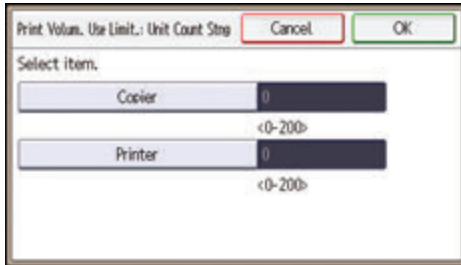 Print Volum. Use Limit.: Unit Count Stng Cancel OK
Select item.
Copier 0
<0-200>
Printer 0
<0-200>